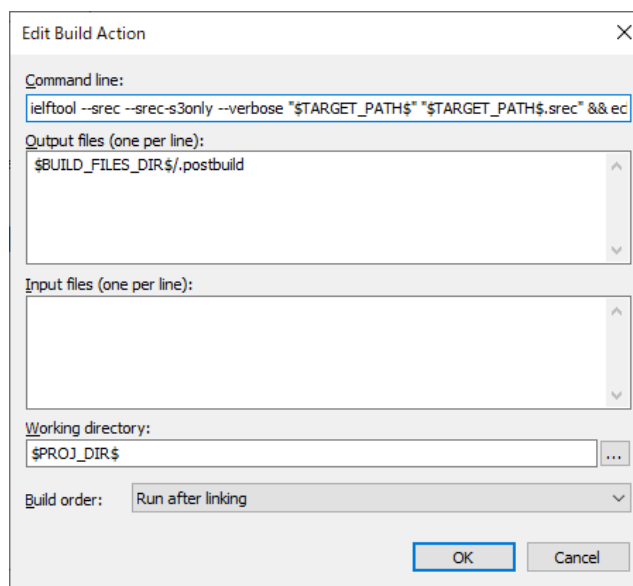 Edit Build Action
Command line:
ielftool --srec --srec-s3only --verbose "$TARGET_PATH$" "$TARGET_PATH$.srec" && ec
Output files (one per line):
$BUILD_FILES_DIR$/.postbuild
Input files (one per line):
Working directory:
$PROJ_DIR$
...
Build order:
Run after linking
OK
Cancel